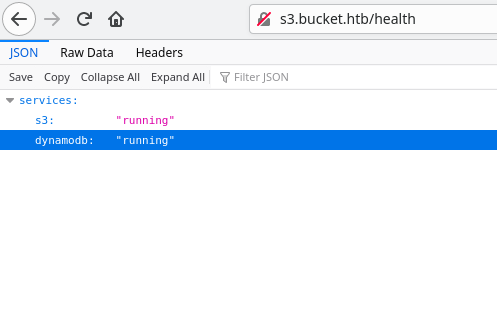 s3.bucket.htb/health
JSON Raw Data Headers
Save Copy Collapse All Expand All Filter JSON
services:
s3: "running"
dynamodb: "running"